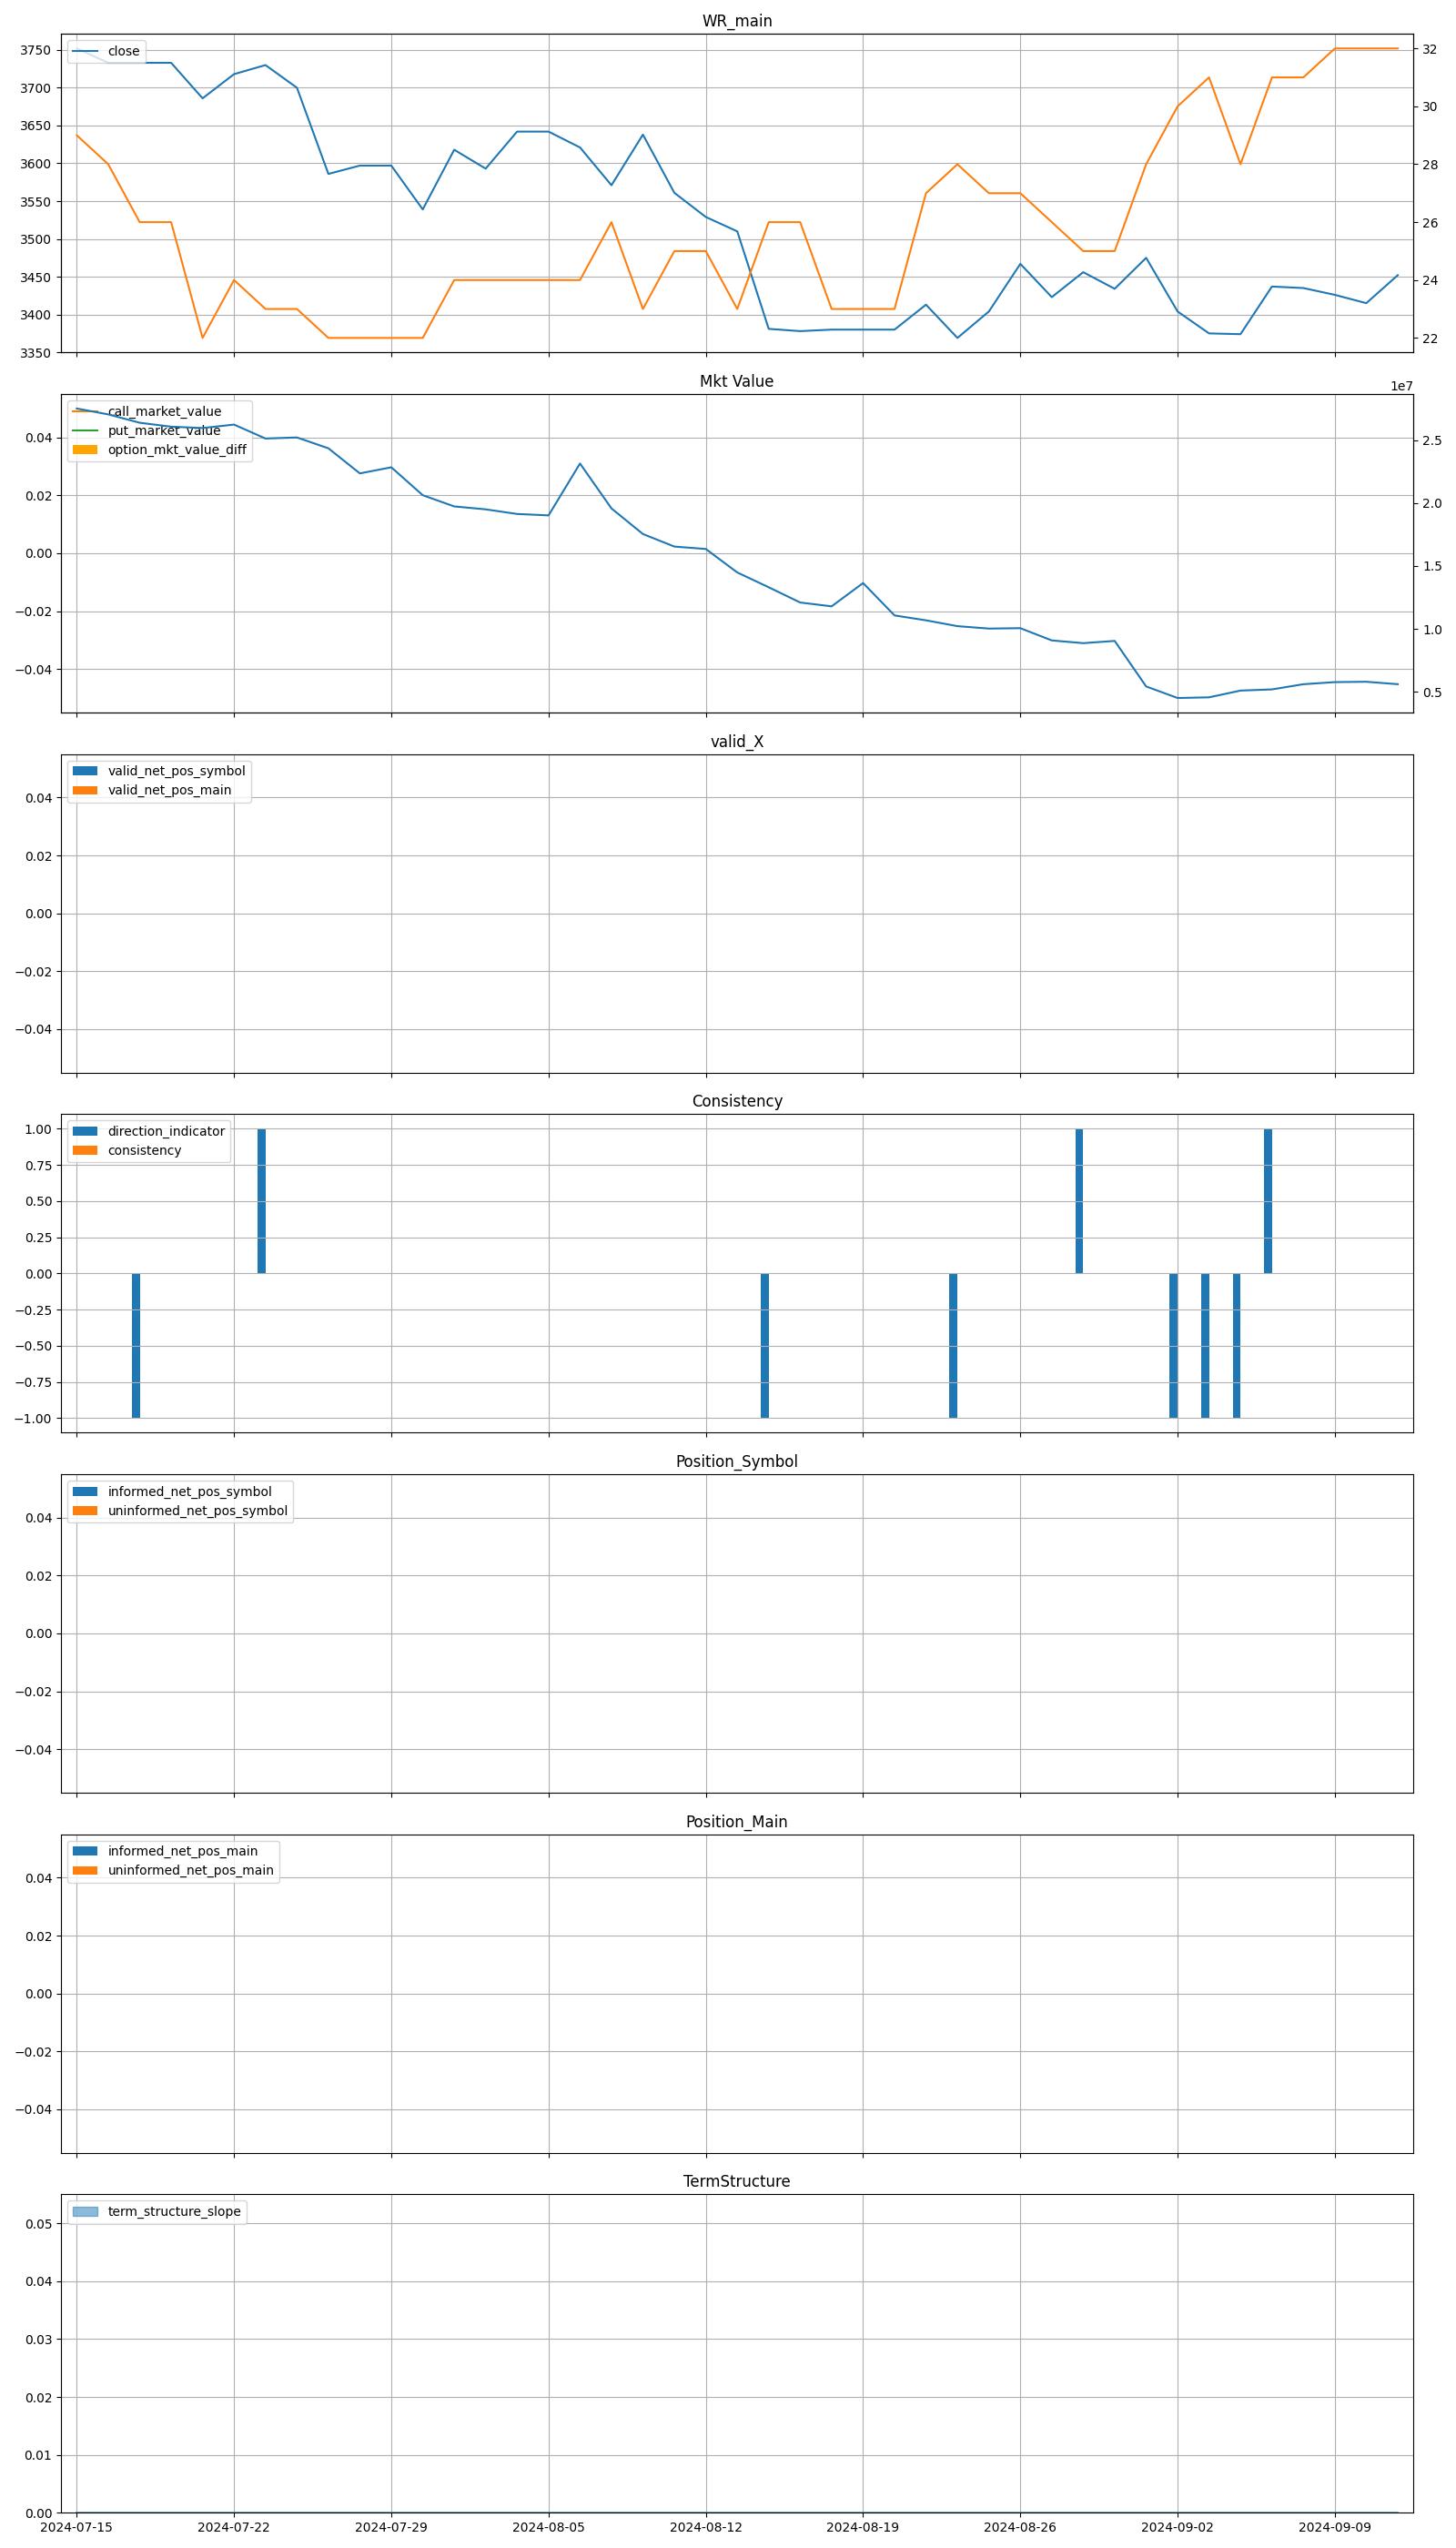 WR_main
close
3750
3700
3650
3600
3550
3500
3450
3400
3350
32
30
28
26
24
22
Mkt Value
1e7
call_market_value
put_market_value
option_mkt_value_diff
0.04
0.02
0.00
−0.02
−0.04
2.5
2.0
1.5
1.0
0.5
valid_X
valid_net_pos_symbol
valid_net_pos_main
0.04
0.02
0.00
−0.02
−0.04
Consistency
direction_indicator
consistency
1.00
0.75
0.50
0.25
0.00
−0.25
−0.50
−0.75
−1.00
Position_Symbol
informed_net_pos_symbol
uninformed_net_pos_symbol
0.04
0.02
0.00
−0.02
−0.04
Position_Main
informed_net_pos_main
uninformed_net_pos_main
0.04
0.02
0.00
−0.02
−0.04
TermStructure
term_structure_slope
0.05
0.04
0.03
0.02
0.01
0.00
2024-07-15 2024-07-22 2024-07-29 2024-08-05 2024-08-12 2024-08-19 2024-08-26 2024-09-02 2024-09-09